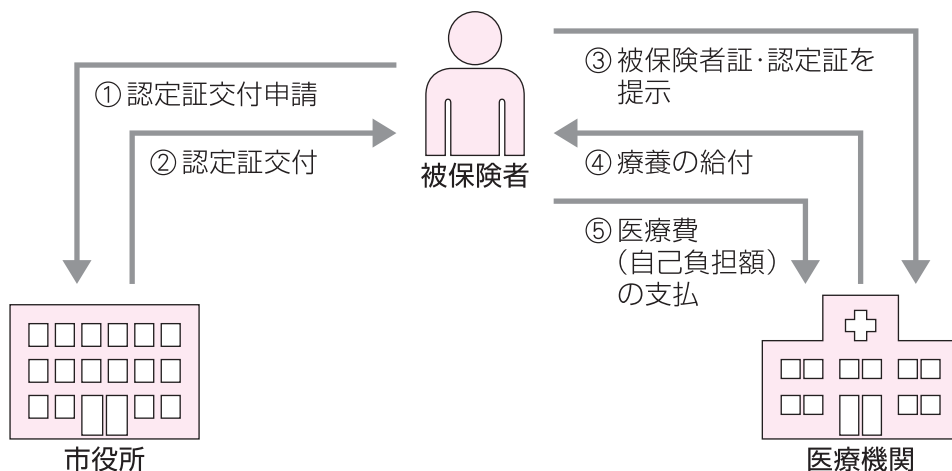 ① 認定証交付申請
② 認定証交付
被保険者
③ 被保険者証・認定証を
提示
④ 療養の給付
⑤ 医療費
（自己負担額）
の支払
市役所
医療機関